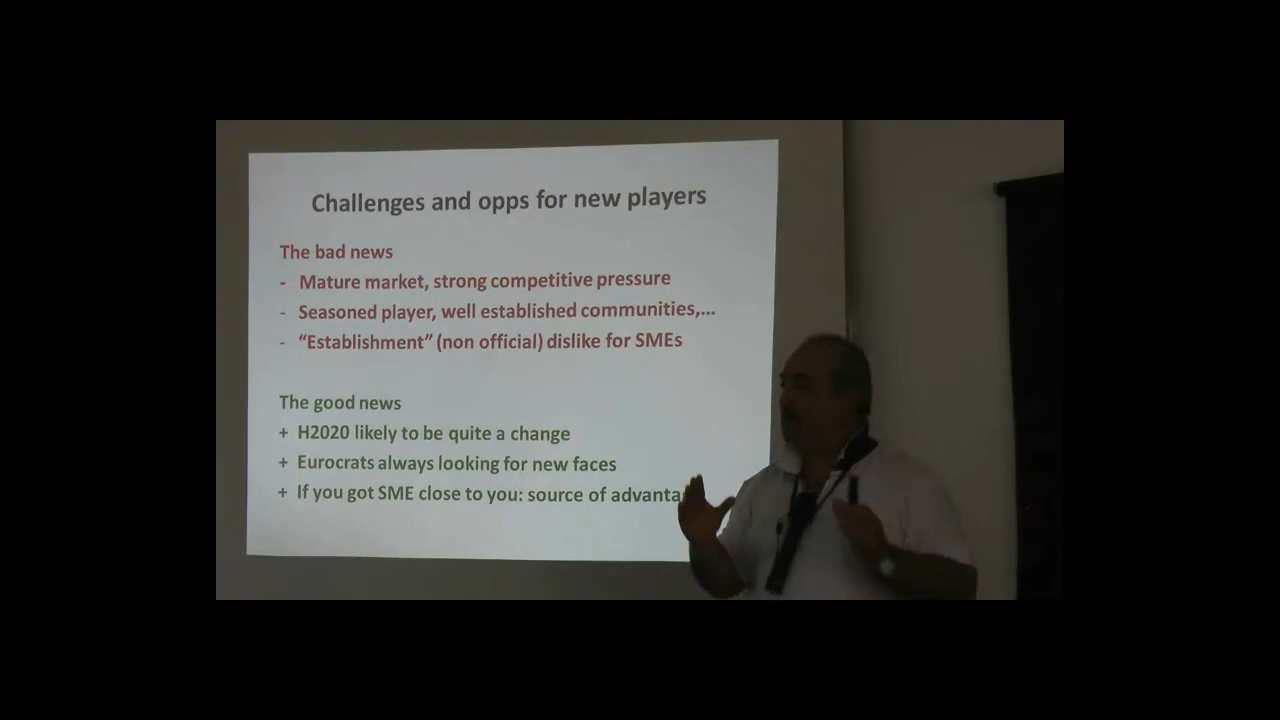 Challenges and opps for new players
The bad news
- Mature market, strong competitive pressure
- Seasoned player, well established communities,...
- “Establishment” (non official) dislike for SMEs
The good news
+ H2020 likely to be quite a change
+ Eurocrats always looking for new faces
+ If you got SME close to you: source of